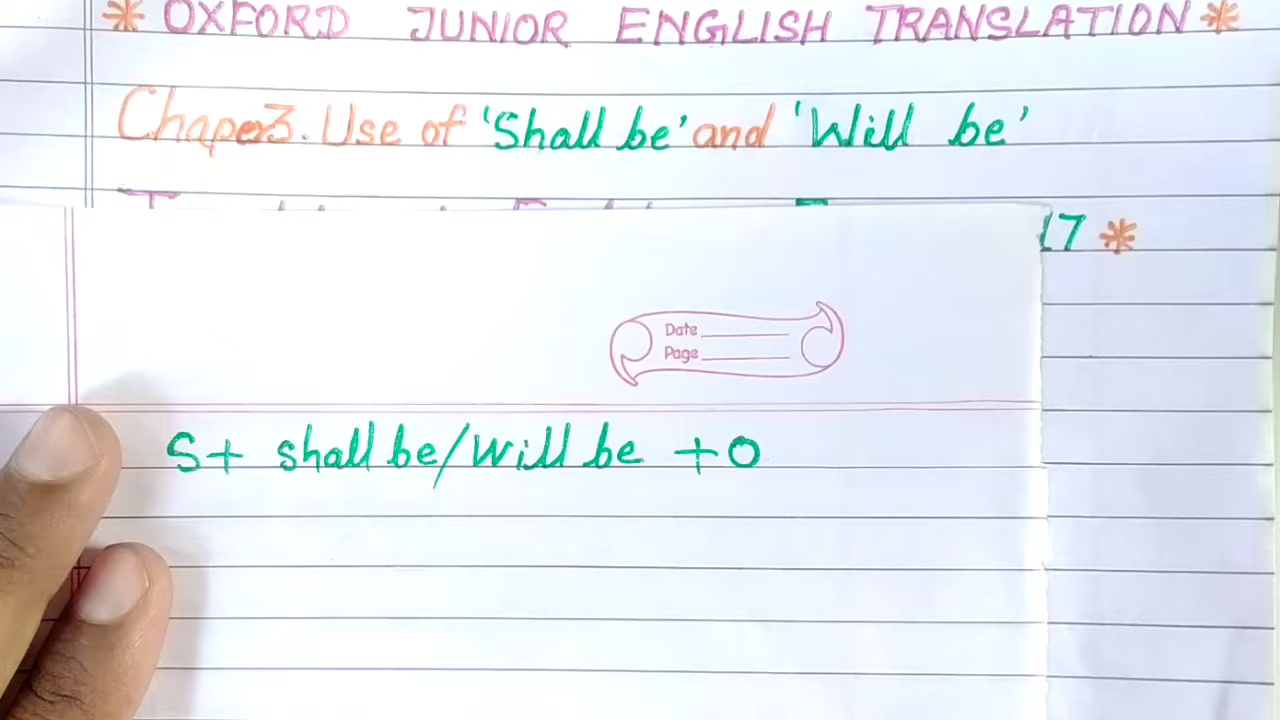 * OXFORD JUNIOR ENGLISH TRANSLATION *
Chaper3. Use of 'Shall be' and 'Will be'
17 *
Date
Page
S+ shall be/Will be +O